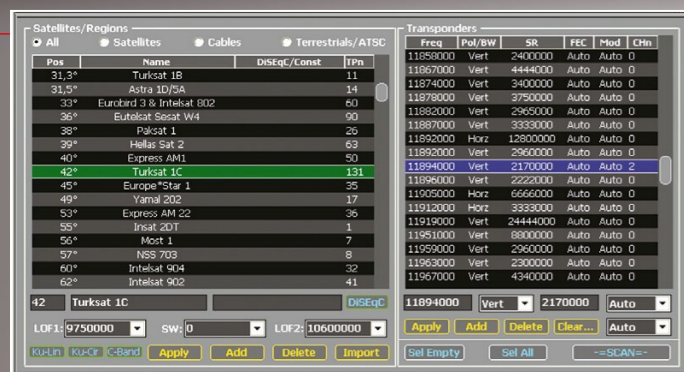 Satellites/Regions
All Satellites Cables Terrestrials/ATSC
Pos Name DiSEqC/Const TPn
31,3° Turksat 1B 11
31,5° Astra 1D/5A 14
33° Eurobird 3 & Intelsat 802 60
36° Eutelsat Sesat W4 90
38° Paksat 1 26
39° Hellas Sat 2 63
40° Express AM1 50
42° Turksat 1C 131
45° Europe*Star 1 35
49° Yamal 202 17
53° Express AM 22 36
55° Insat 2DT 1
56° Most 1 7
57° NSS 703 8
60° Intelsat 904 32
62° Intelsat 902 41
42 Turksat 1C DiSEqC
LOF1: 9750000 SW: 0 LOF2: 10600000
Ku-Lin Ku-Cir C-Band Apply Add Delete Import
Transponders
Freq Pol/BW SR FEC Mod CHn
11858000 Vert 2400000 Auto Auto 0
11867000 Vert 4444000 Auto Auto 0
11874000 Vert 3400000 Auto Auto 0
11878000 Vert 3750000 Auto Auto 0
11882000 Vert 2965000 Auto Auto 0
11887000 Vert 3333000 Auto Auto 0
11892000 Horz 12800000 Auto Auto 0
11892000 Vert 2960000 Auto Auto 0
11894000 Vert 2170000 Auto Auto 2
11896000 Vert 2222000 Auto Auto 0
11905000 Horz 6666000 Auto Auto 0
11912000 Horz 3333000 Auto Auto 0
11919000 Vert 24444000 Auto Auto 0
11951000 Vert 8800000 Auto Auto 0
11959000 Vert 2960000 Auto Auto 0
11963000 Vert 2300000 Auto Auto 0
11967000 Vert 4340000 Auto Auto 0
11894000 Vert 2170000 Auto
Apply Add Delete Clear... Auto
Sel Empty Sel All -=SCAN=-